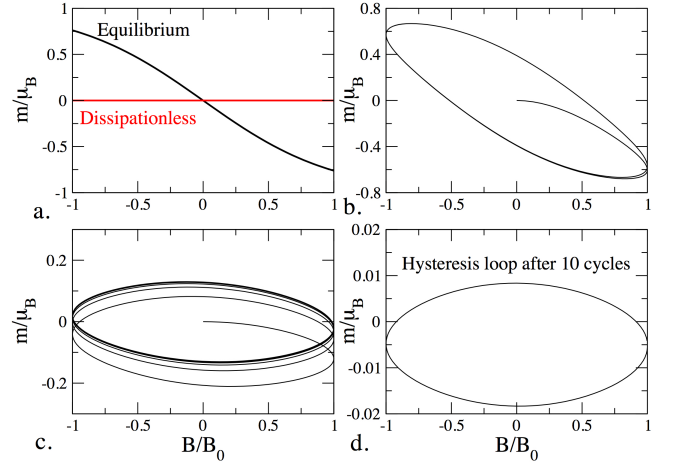 1
0.5
0
-0.5
-1
m/μ_B
Equilibrium
Dissipationless
-1 -0.5 0 0.5 1
a.
0.8
0.4
0
-0.4
-0.8
m/μ_B
-1 -0.5 0 0.5 1
b.
0.2
0
-0.2
m/μ_B
-1 -0.5 0 0.5 1
B/B_0
c.
0.02
0.01
0
-0.01
-0.02
m/μ_B
Hysteresis loop after 10 cycles
-1 -0.5 0 0.5 1
B/B_0
d.